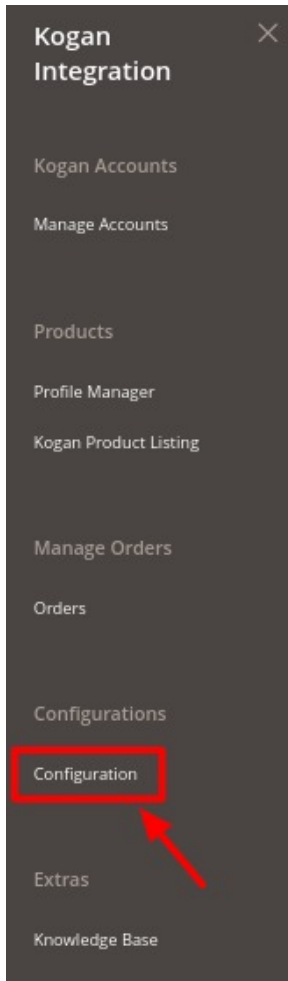 Kogan
Integration
Kogan Accounts
Manage Accounts
Products
Profile Manager
Kogan Product Listing
Manage Orders
Orders
Configurations
Configuration
Extras
Knowledge Base